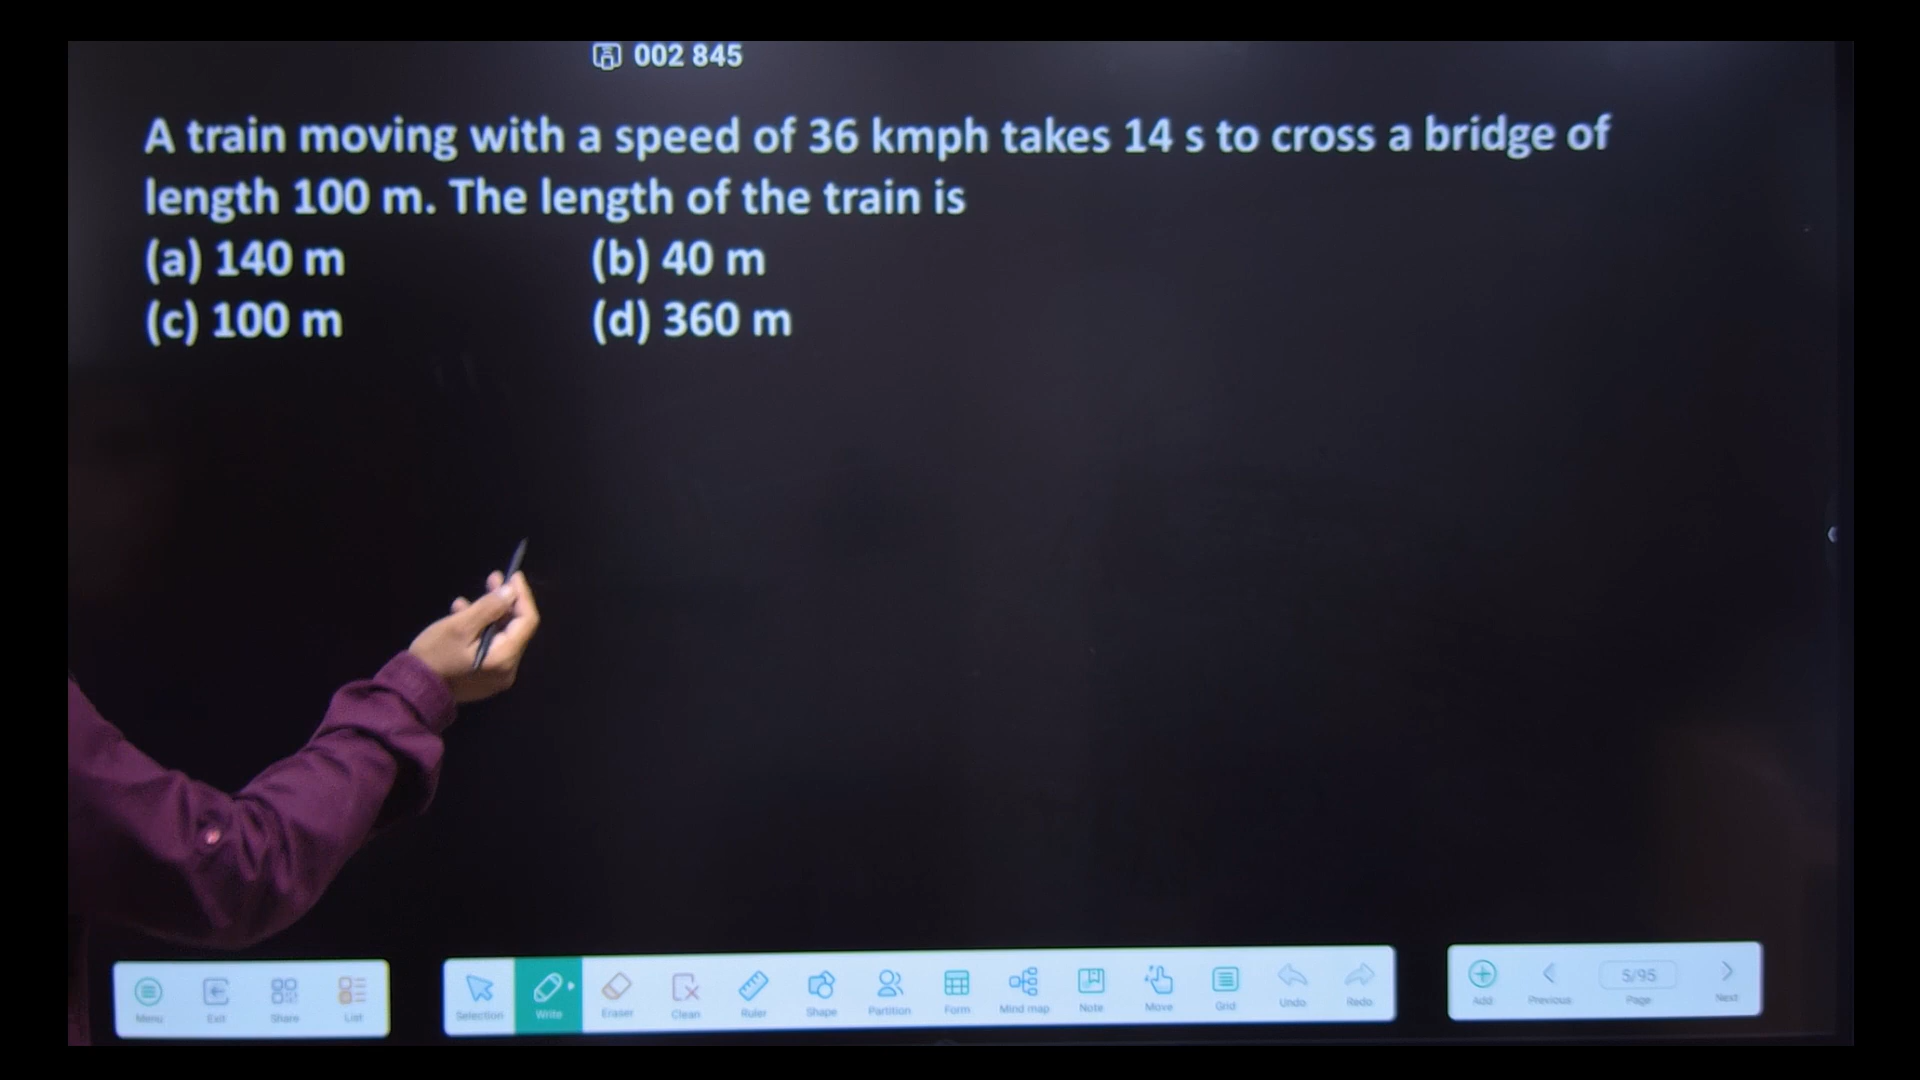 002 845
A train moving with a speed of 36 kmph takes 14 s to cross a bridge of
length 100 m. The length of the train is
(a) 140 m (b) 40 m
(c) 100 m (d) 360 m
Menu Exit Share List
Selection Write Eraser Clean Ruler Shape Partition Form Mind map Note Move Grid Undo Redo
5/95
Add Previous Page Next